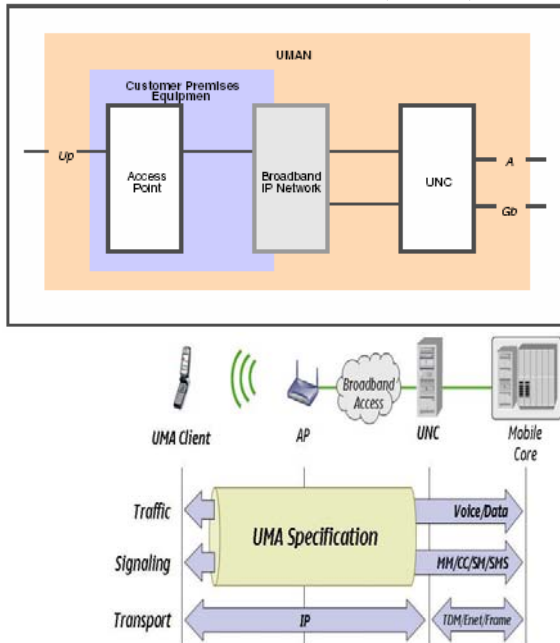 UMAN
Customer Premises
Equipmen
Up
Access
Point
Broadband
IP Network
UNC
A
Gb
Broadband
Access
UMA Client
AP
UNC
Mobile
Core
Traffic
UMA Specification
Voice/Data
Signaling
MM/CC/SM/SMS
Transport
IP
TDM/Enet/Frame